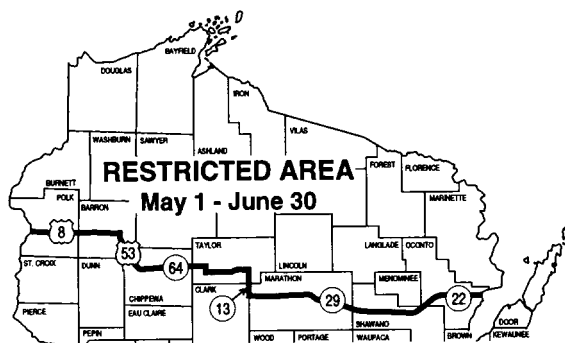 BAYFIELD
DOUGLAS
IRON
VILAS
WASHBURN
SAWYER
ASHLAND
FOREST
FLORENCE
RESTRICTED AREA
May 1 - June 30
BURNETT
POLK
BARRON
MARINETTE
8
53
64
TAYLOR
LINCOLN
LANGLADE
OCONTO
ST. CROIX
DUNN
CHIPPEWA
CLARK
MARATHON
MENOMINEE
13
29
22
PIERCE
PEPIN
EAU CLAIRE
WOOD
PORTAGE
SHAWANO
WAUPACA
BROWN
DOOR
KEWAUNEE